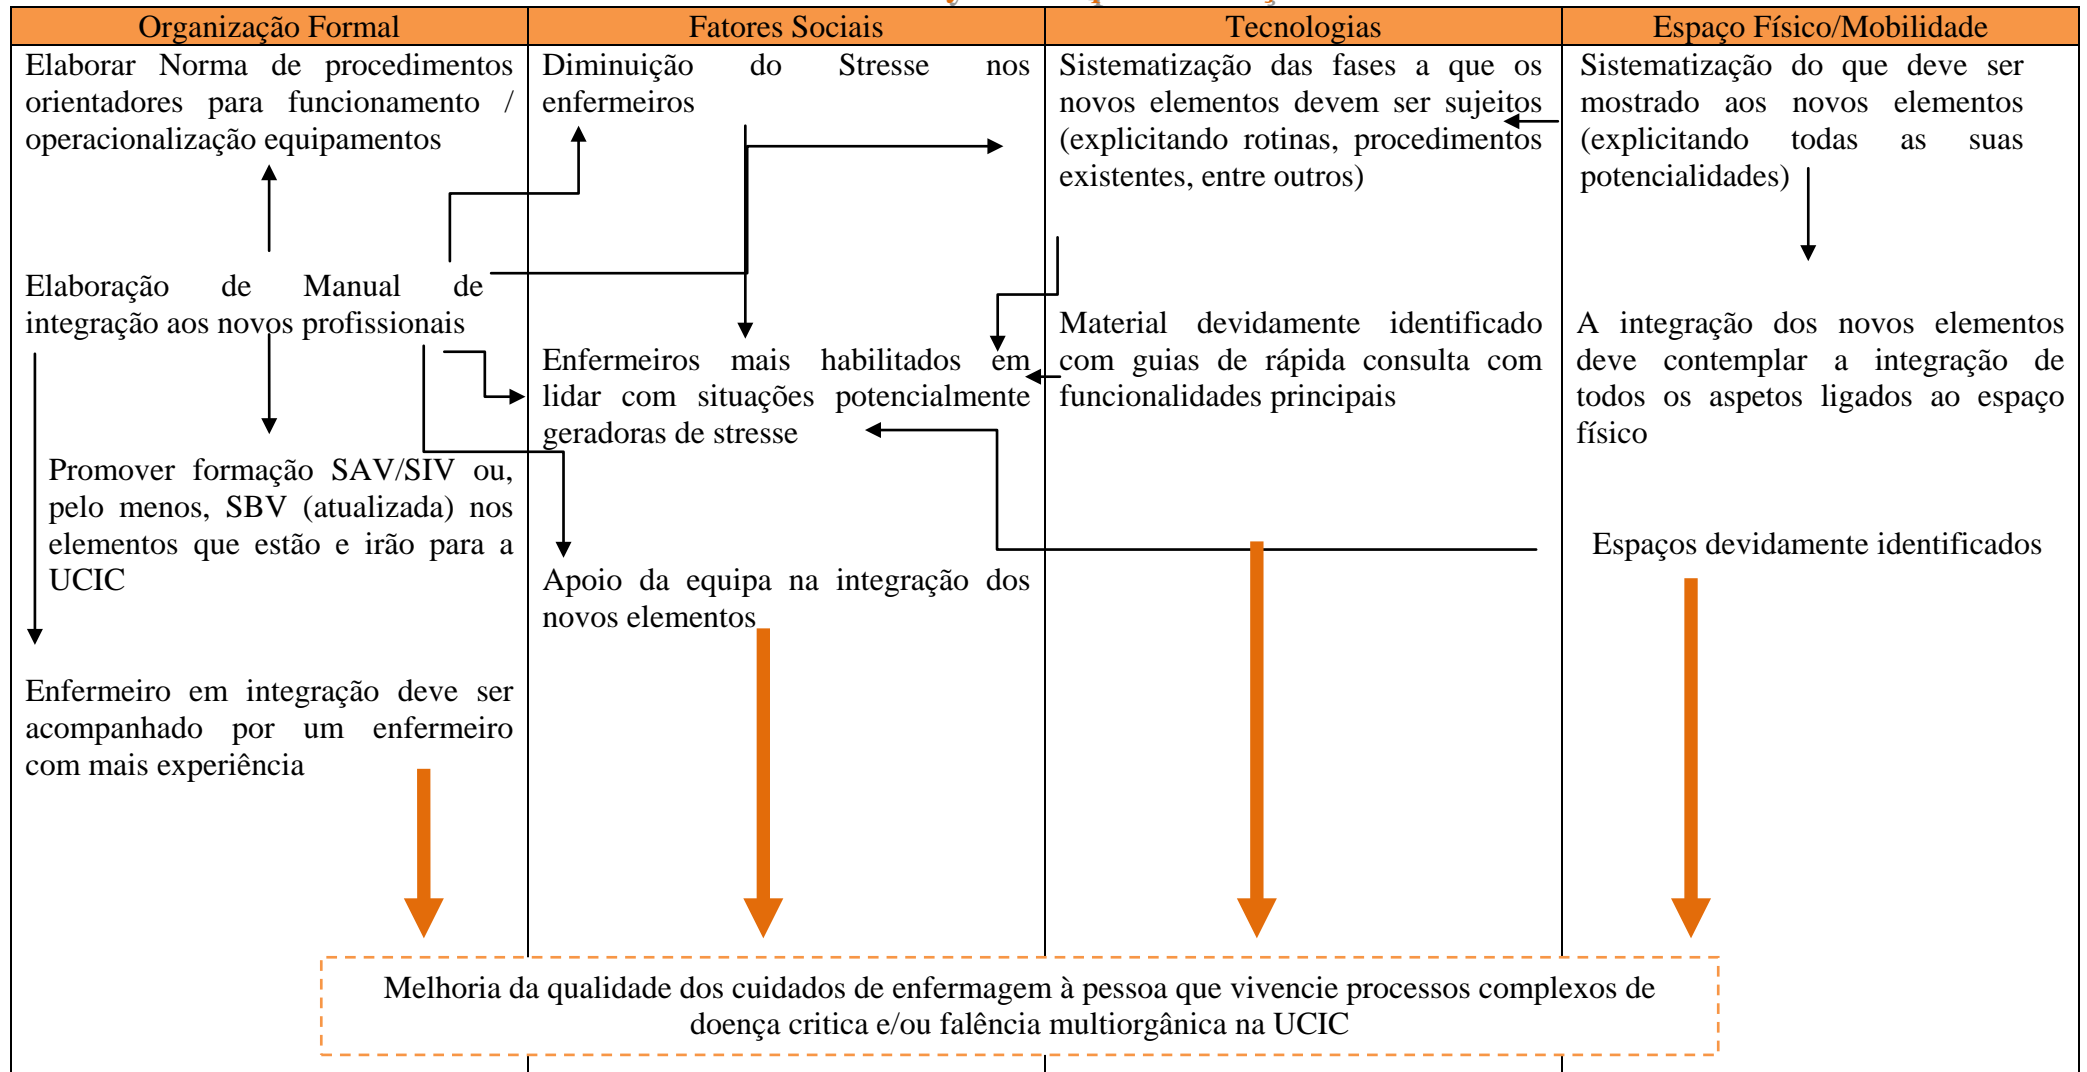 Organização Formal
Fatores Sociais
Tecnologias
Espaço Físico/Mobilidade
Elaborar Norma de procedimentos
orientadores para funcionamento /
operacionalização equipamentos
Elaboração de Manual de
integração aos novos profissionais
Promover formação SAV/SIV ou,
pelo menos, SBV (atualizada) nos
elementos que estão e irão para a
UCIC
Enfermeiro em integração deve ser
acompanhado por um enfermeiro
com mais experiência
Diminuição do Stresse nos
enfermeiros
Enfermeiros mais habilitados em
lidar com situações potencialmente
geradoras de stresse
Apoio da equipa na integração dos
novos elementos
Sistematização das fases a que os
novos elementos devem ser sujeitos
(explicitando rotinas, procedimentos
existentes, entre outros)
Material devidamente identificado
com guias de rápida consulta com
funcionalidades principais
Sistematização do que deve ser
mostrado aos novos elementos
(explicitando todas as suas
potencialidades)
A integração dos novos elementos
deve contemplar a integração de
todos os aspetos ligados ao espaço
físico
Espaços devidamente identificados
Melhoria da qualidade dos cuidados de enfermagem à pessoa que vivencie processos complexos de
doença critica e/ou falência multiorgânica na UCIC